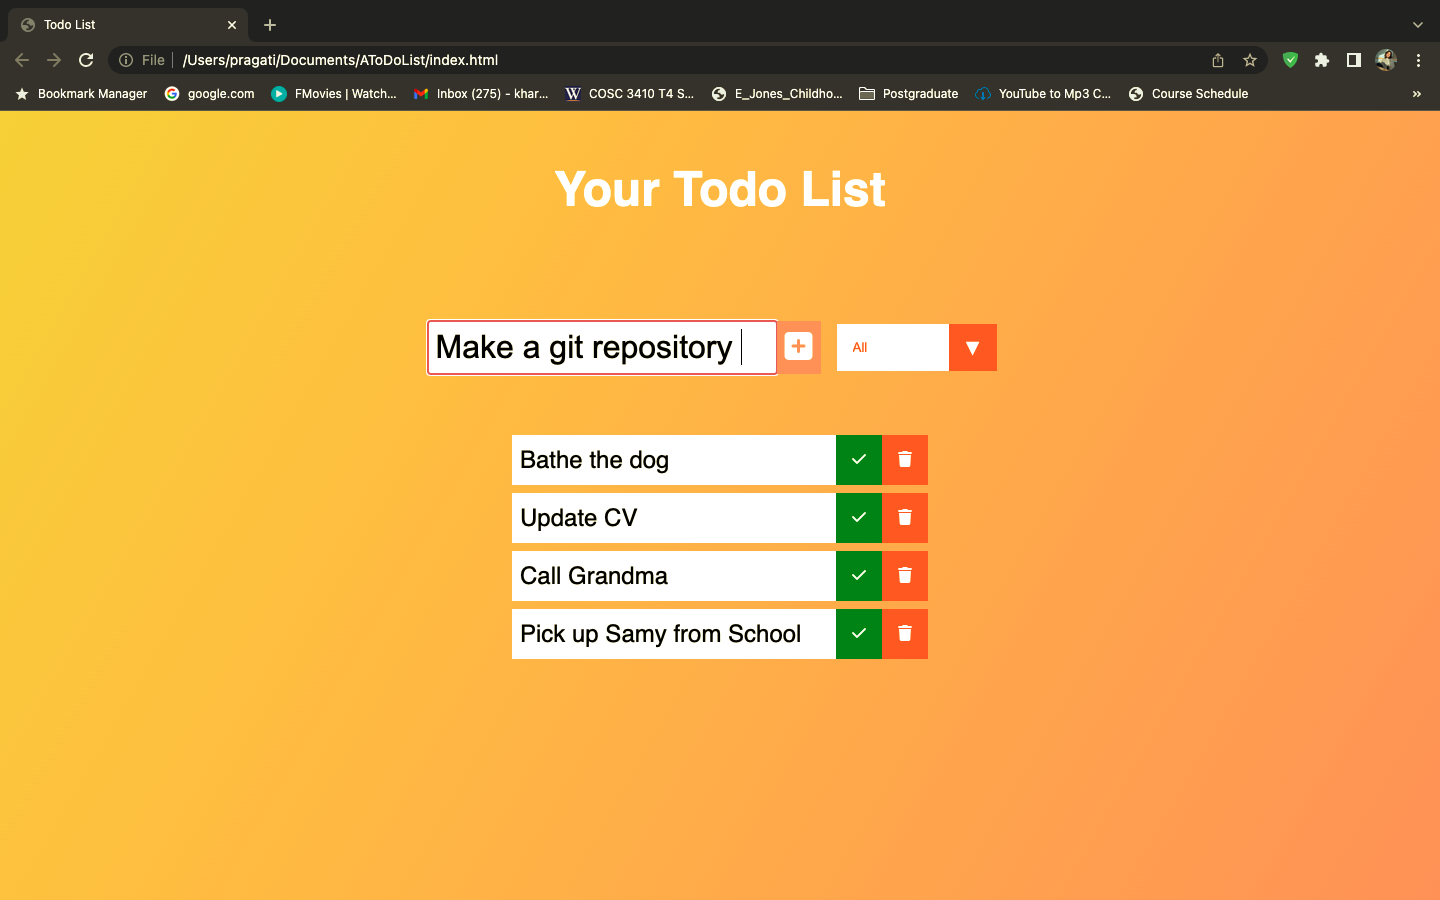 Todo List
File /Users/pragati/Documents/AToDoList/index.html
Bookmark Manager google.com FMovies | Watch... Inbox (275) - khar... COSC 3410 T4 S... E_Jones_Childho... Postgraduate YouTube to Mp3 C... Course Schedule
Your Todo List
Make a git repository All
Bathe the dog
Update CV
Call Grandma
Pick up Samy from School